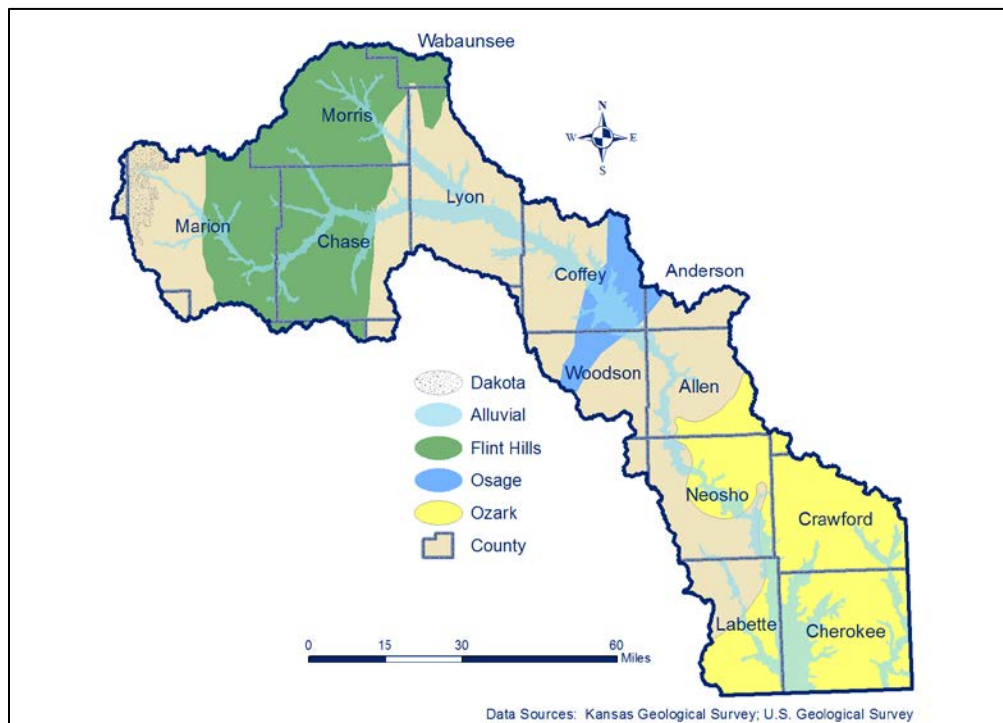 Wabaunsee
N
W E
S
Morris
Lyon
Marion
Chase
Coffey
Anderson
Woodson
Allen
Dakota
Alluvial
Flint Hills
Osage
Ozark
County
Neosho
Crawford
Labette
Cherokee
0 15 30 60
Miles
Data Sources: Kansas Geological Survey; U.S. Geological Survey